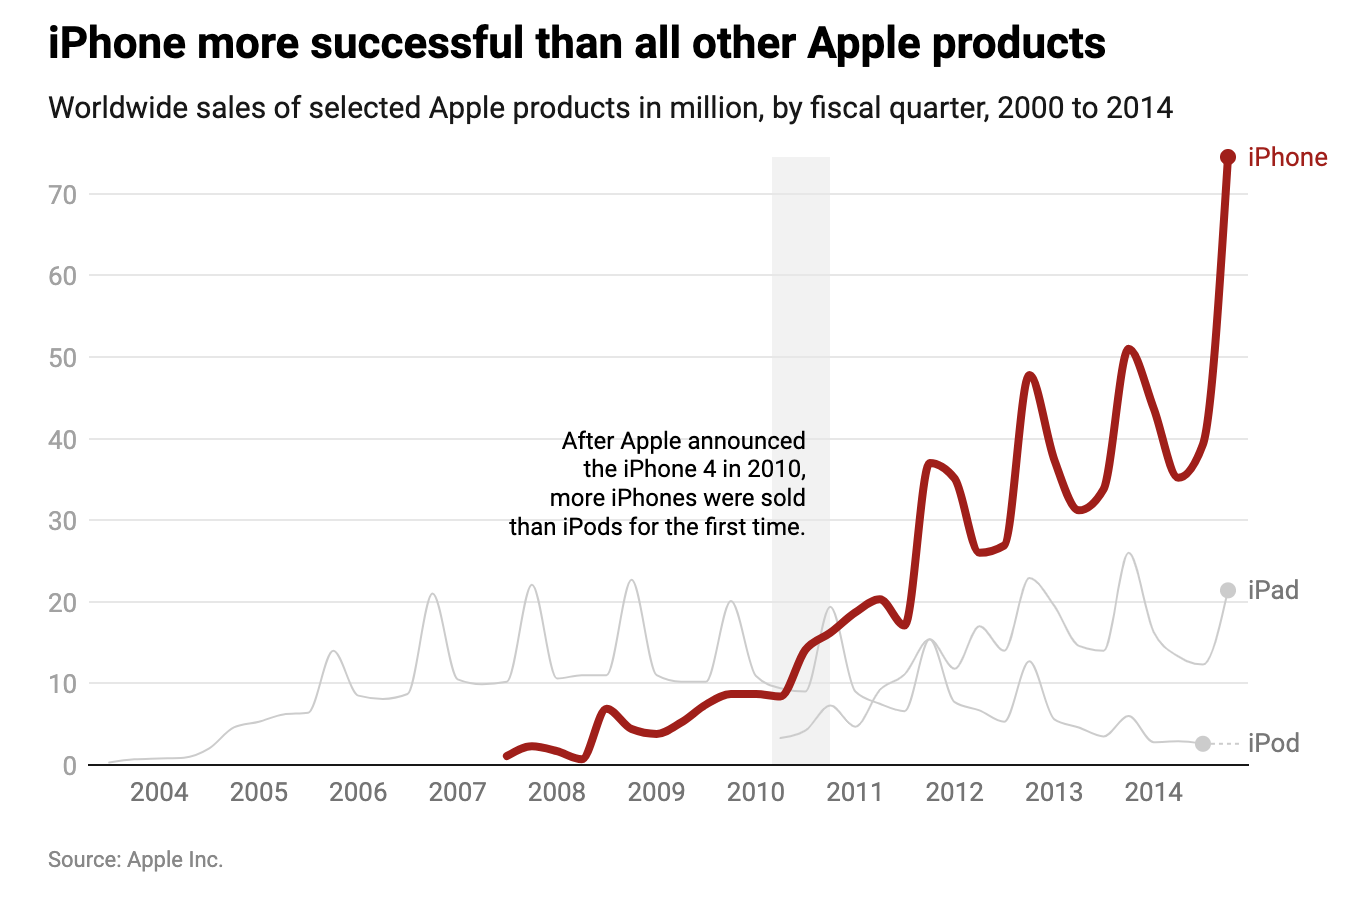 iPhone more successful than all other Apple products
Worldwide sales of selected Apple products in million, by fiscal quarter, 2000 to 2014
iPhone
70
60
50
40
After Apple announced
the iPhone 4 in 2010,
more iPhones were sold
than iPods for the first time.
30
20
iPad
10
iPod
0
2004 2005 2006 2007 2008 2009 2010 2011 2012 2013 2014
Source: Apple Inc.